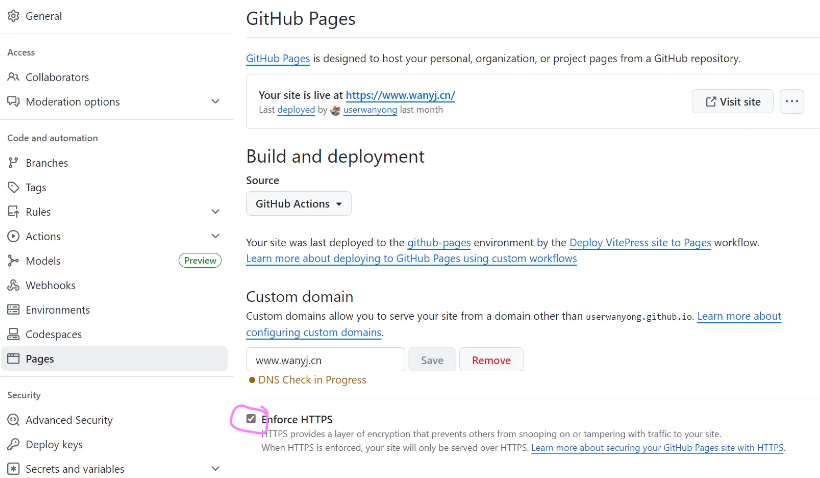 General
Access
Collaborators
Moderation options
Code and automation
Branches
Tags
Rules
Actions
Models Preview
Webhooks
Environments
Codespaces
Pages
Security
Advanced Security
Deploy keys
Secrets and variables
GitHub Pages
GitHub Pages is designed to host your personal, organization, or project pages from a GitHub repository.
Your site is live at https://www.wanyj.cn/
Last deployed by userwanyong last month
Visit site
Build and deployment
Source
GitHub Actions
Your site was last deployed to the github-pages environment by the Deploy VitePress site to Pages workflow.
Learn more about deploying to GitHub Pages using custom workflows
Custom domain
Custom domains allow you to serve your site from a domain other than userwanyong.github.io. Learn more about
configuring custom domains.
www.wanyj.cn Save Remove
DNS Check in Progress
Enforce HTTPS
HTTPS provides a layer of encryption that prevents others from snooping on or tampering with traffic to your site.
When HTTPS is enforced, your site will only be served over HTTPS. Learn more about securing your GitHub Pages site with HTTPS.